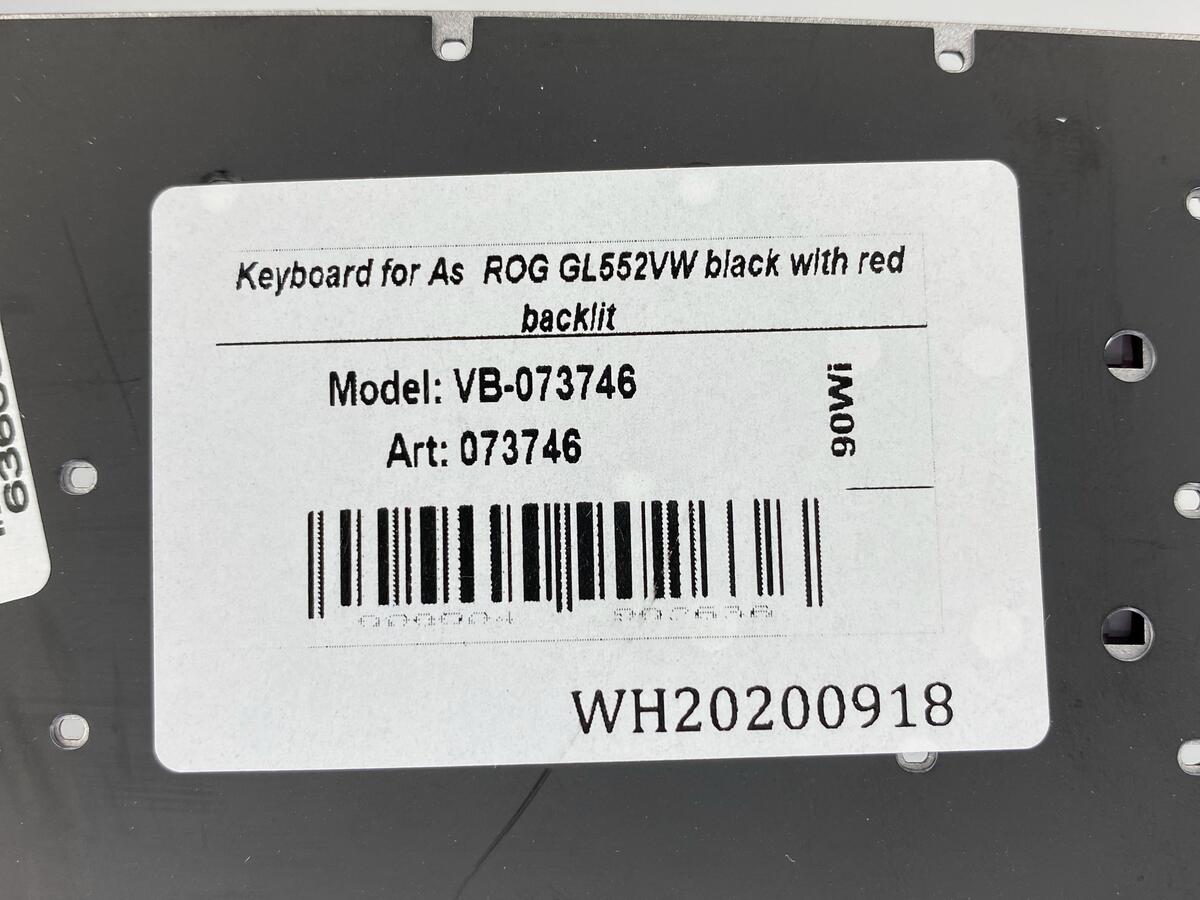 Keyboard for As ROG GL552VW black with red
backlit
Model: VB-073746
Art: 073746
90Wi
WH20200918